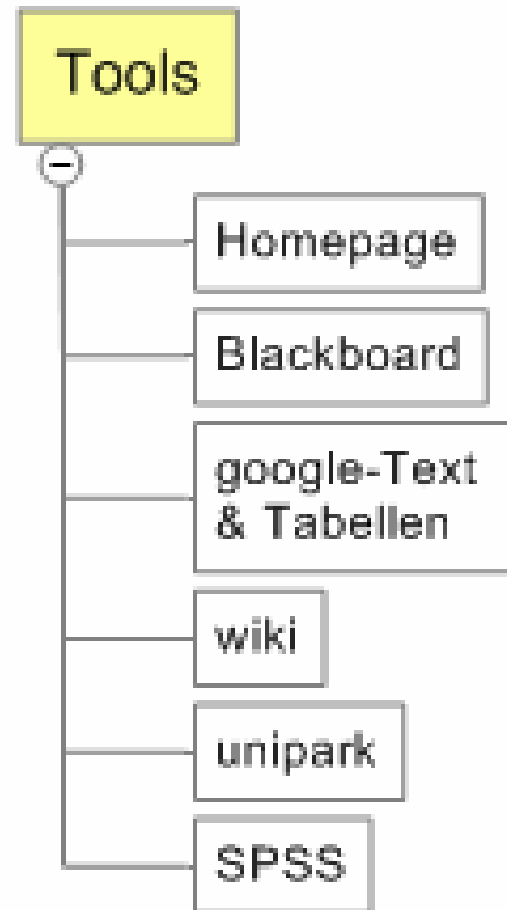 Tools
Homepage
Blackboard
google-Text
& Tabellen
wiki
unipark
SPSS